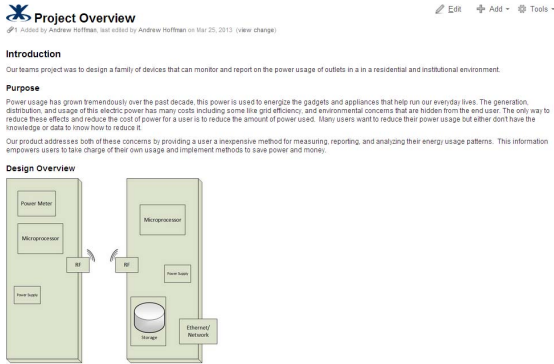 Edit Add Tools
Project Overview
1 Added by Andrew Hoffman, last edited by Andrew Hoffman on Mar 25, 2013 (view change)
Introduction
Our teams project was to design a family of devices that can monitor and report on the power usage of outlets in a in a residential and institutional environment.
Purpose
Power usage has grown tremendously over the past decade, this power is used to energize the gadgets and appliances that help run our everyday lives. The generation,
distribution, and usage of this electric power has many costs including some like grid efficiency, and environmental concerns that are hidden from the end user. The only way to
reduce these effects and reduce the cost of power for a user is to reduce the amount of power used. Many users want to reduce their power usage but either don't have the
knowledge or data to know how to reduce it.
Our product addresses both of these concerns by providing a user a inexpensive method for measuring, reporting, and analyzing their energy usage patterns. This information
empowers users to take charge of their own usage and implement methods to save power and money.
Design Overview
Power Meter
Microprocessor
RF
Power Supply
Microprocessor
RF
Power Supply
Storage
Ethernet/
Network